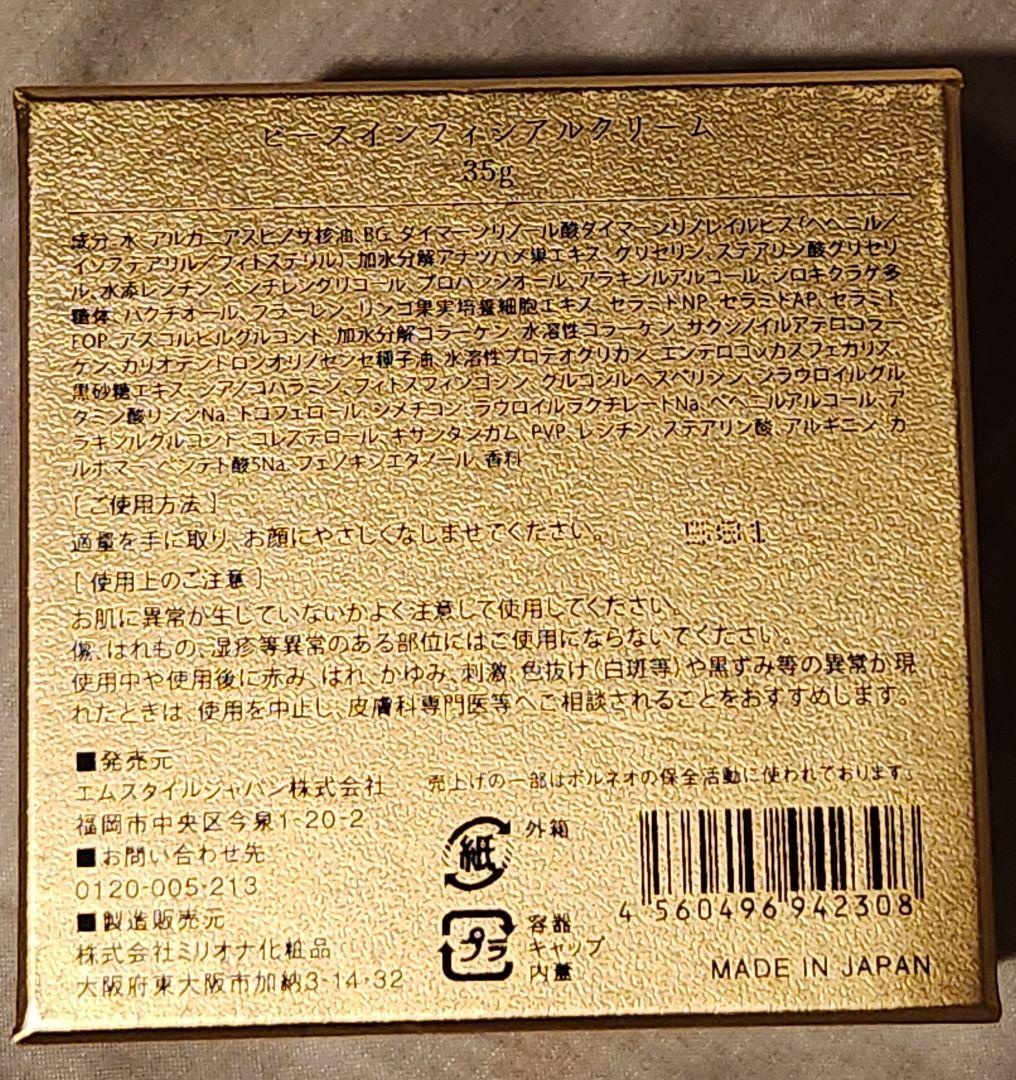 ピースインフィシアルクリーム
35g
成分 水、アルガニアスピノサ核油、BG、ダイマージリノール酸ダイマージリノレイルビス(ベヘニル/
イソステアリル/フィトステリル)、加水分解アナツバメ巣エキス、グリセリン、ステアリン酸グリセリ
ル、水添レシチン、ペンチレングリコール、プロパンジオール、アラキジルアルコール、シロキクラゲ多
糖体、バクチオール、フラーレン、リンゴ果実培養細胞エキス、セラミドNP、セラミドAP、セラミド
EOP、アスコルビルグルコシド、加水分解コラーゲン、水溶性コラーゲン、サクシノイルアテロコラー
ゲン、カリオデンドロンオリノセンセ種子油、水溶性プロテオグリカン、エンテロコッカスフェカリス、
黒砂糖エキス、シアノコバラミン、フィトスフィンゴシン、グルコシルヘスペリジン、ジラウロイルグル
タミン酸リシンNa、トコフェロール、ジメチコン、ラウロイルラクチレートNa、ベヘニルアルコール、ア
ラキジルグルコシド、コレステロール、キサンタンガム、PVP、レシチン、ステアリン酸、アルギニン、カ
ルボマー、ペンテト酸5Na、フェノキシエタノール、香料
[ご使用方法]
適量を手に取り、お顔にやさしくなじませてください。
[使用上のご注意]
お肌に異常が生じていないかよく注意して使用してください。
傷、はれもの、湿疹等異常のある部位にはご使用にならないでください。
使用中や使用後に赤み、はれ、かゆみ、刺激、色抜け(白斑等)や黒ずみ等の異常が現
れたときは、使用を中止し、皮膚科専門医等へご相談されることをおすすめします。
■発売元
エムスタイルジャパン株式会社
福岡市中央区今泉1-20-2
■お問い合わせ先
0120-005-213
■製造販売元
株式会社ミリオナ化粧品
大阪府東大阪市加納3-14-32
売上げの一部はボルネオの保全活動に使われております。
紙
外箱
プラ
容器
キャップ
内蓋
4 560496 942308
MADE IN JAPAN